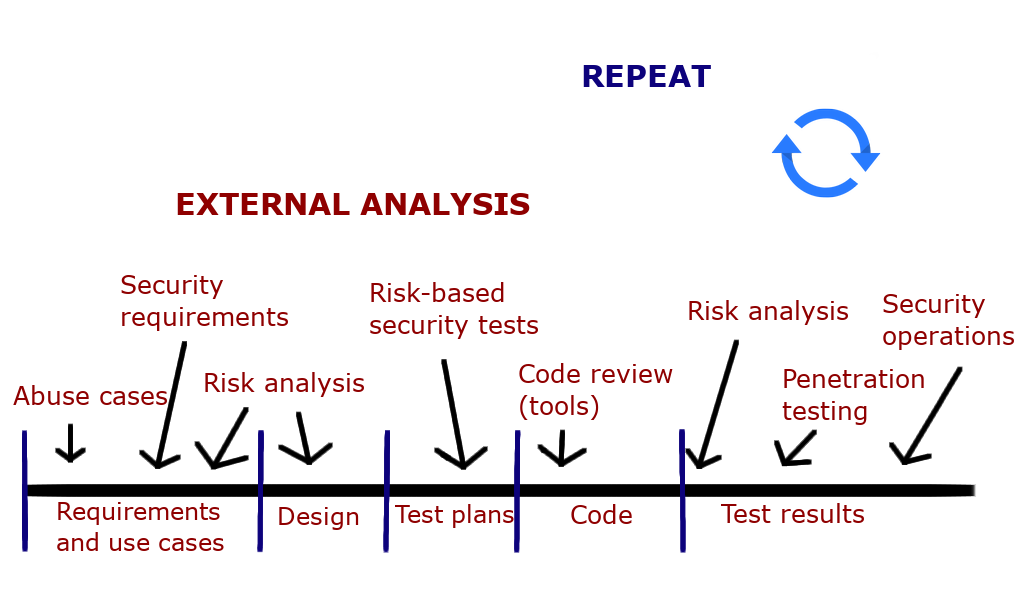 REPEAT
EXTERNAL ANALYSIS
Security
requirements
Risk-based
security tests
Risk analysis
Security
operations
Abuse cases
Risk analysis
Code review
(tools)
Penetration
testing
Requirements
and use cases
Design
Test plans
Code
Test results